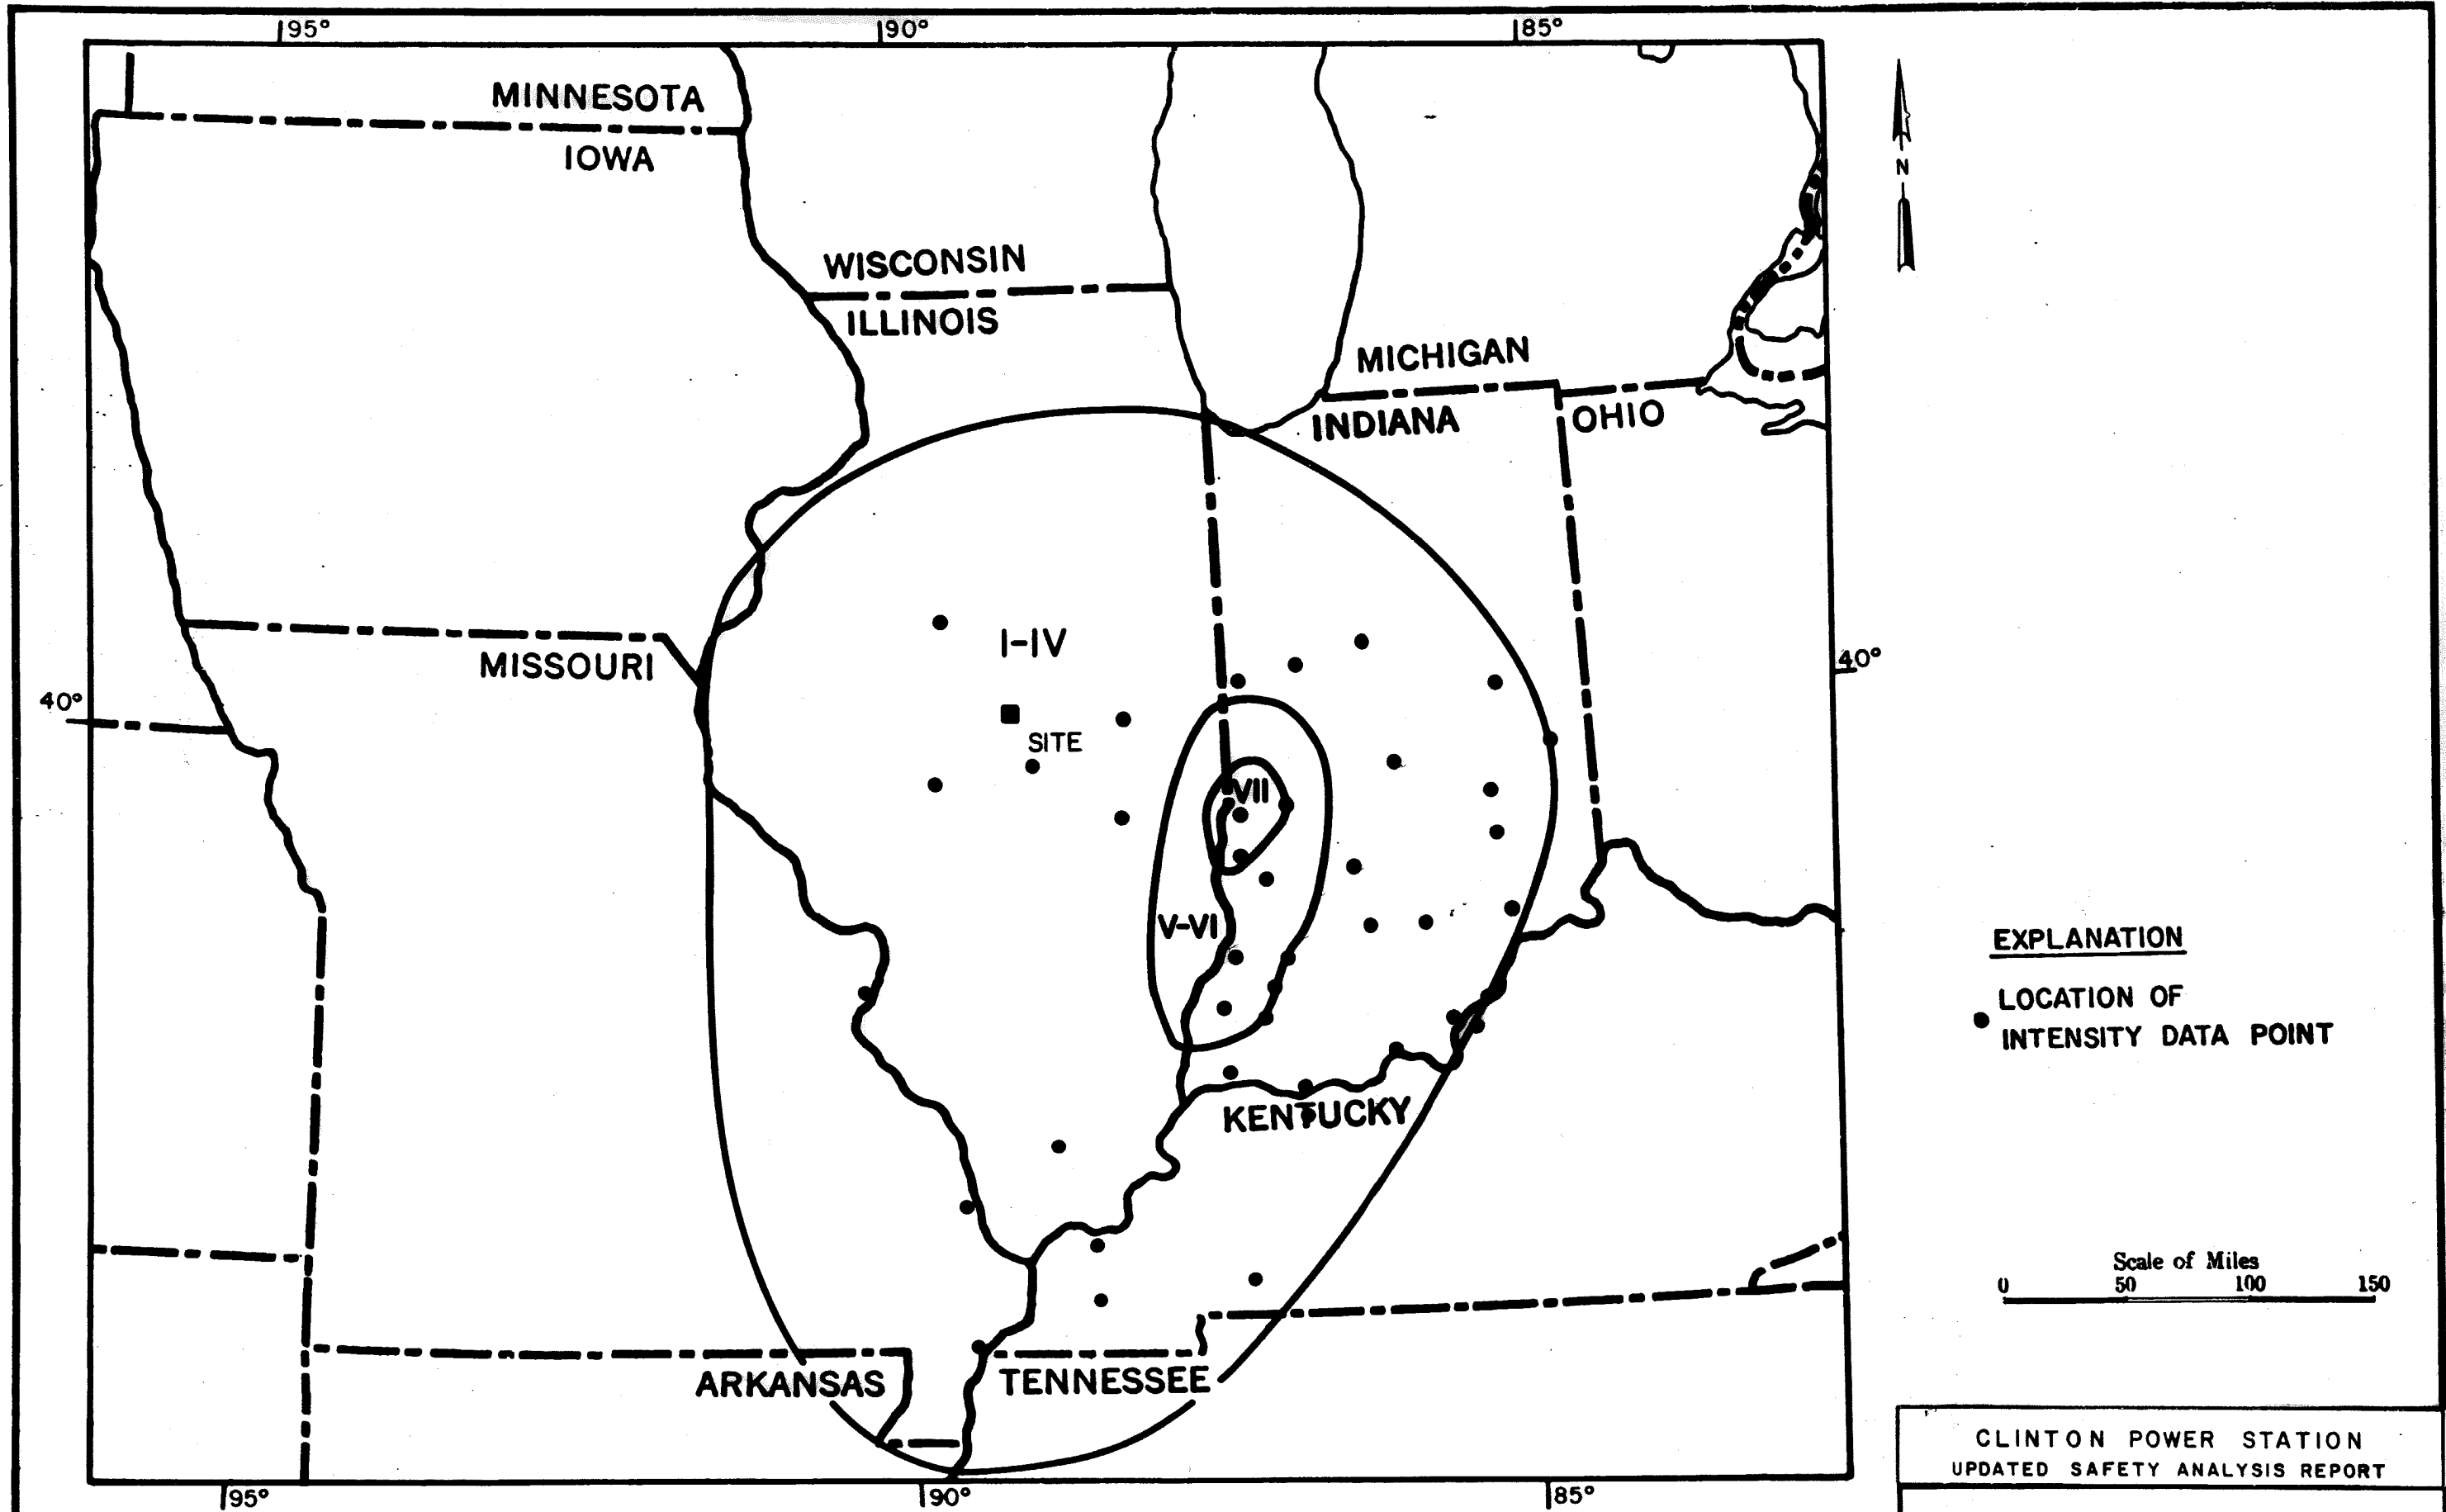 95°
90°
85°
MINNESOTA
IOWA
N
WISCONSIN
ILLINOIS
MICHIGAN
INDIANA
OHIO
I-IV
MISSOURI
40°
40°
SITE
VII
V-VI
EXPLANATION
LOCATION OF
INTENSITY DATA POINT
KENTUCKY
Scale of Miles
0 50 100 150
ARKANSAS
TENNESSEE
CLINTON POWER STATION
UPDATED SAFETY ANALYSIS REPORT
95°
90°
85°